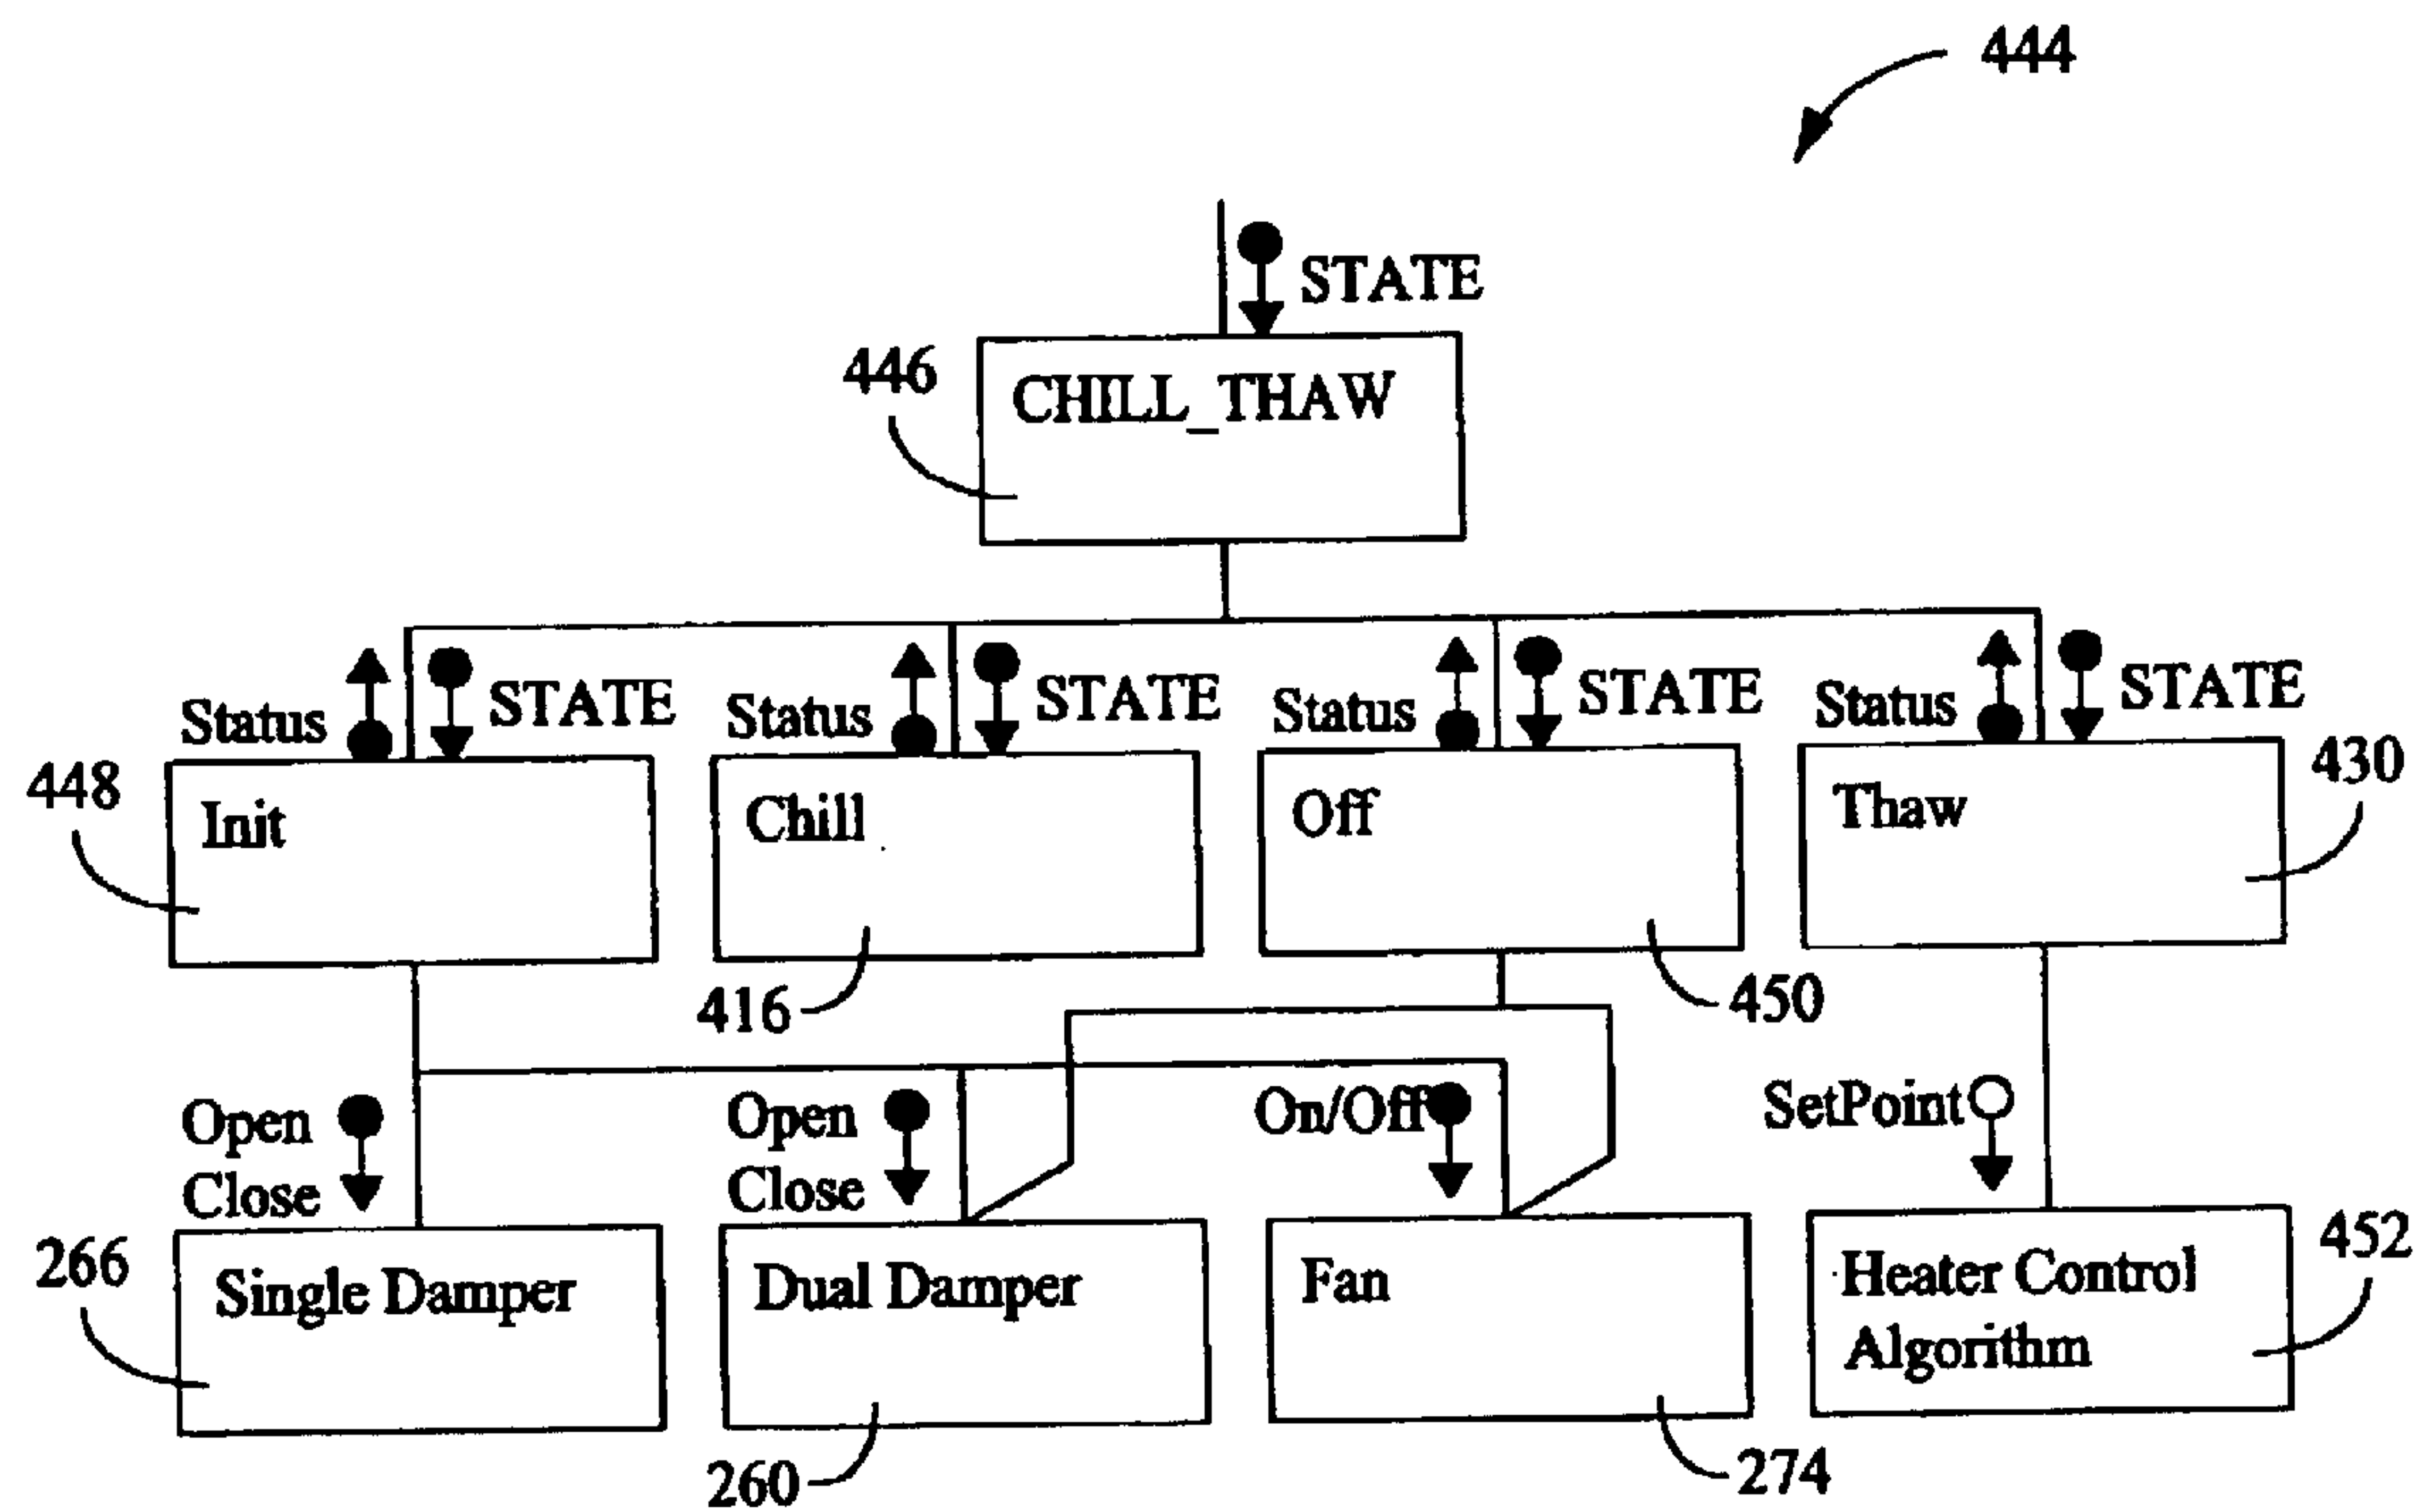 444
STATE
446
CHILL_THAW
Status
STATE
Status
STATE
Status
STATE
Status
STATE
448
Init
Chill
Off
Thaw
430
416
450
Open
Close
Open
Close
On/Off
SetPoint
266
Single Damper
Dual Damper
Fan
Heater Control
Algorithm
452
260
274